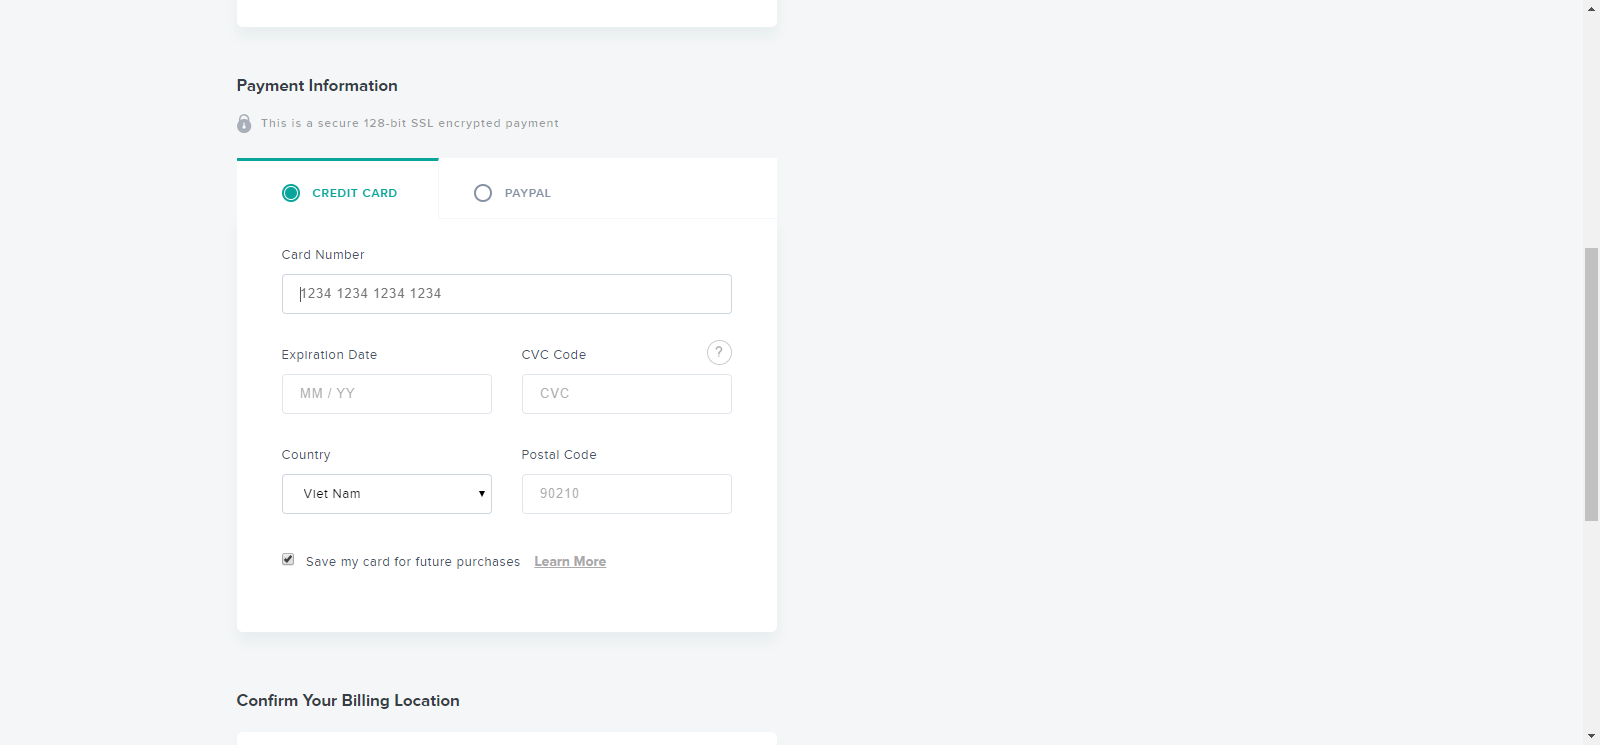 Payment Information
This is a secure 128-bit SSL encrypted payment
CREDIT CARD PAYPAL
Card Number
1234 1234 1234 1234
Expiration Date CVC Code ?
MM / YY CVC
Country Postal Code
Viet Nam 90210
Save my card for future purchases Learn More
Confirm Your Billing Location